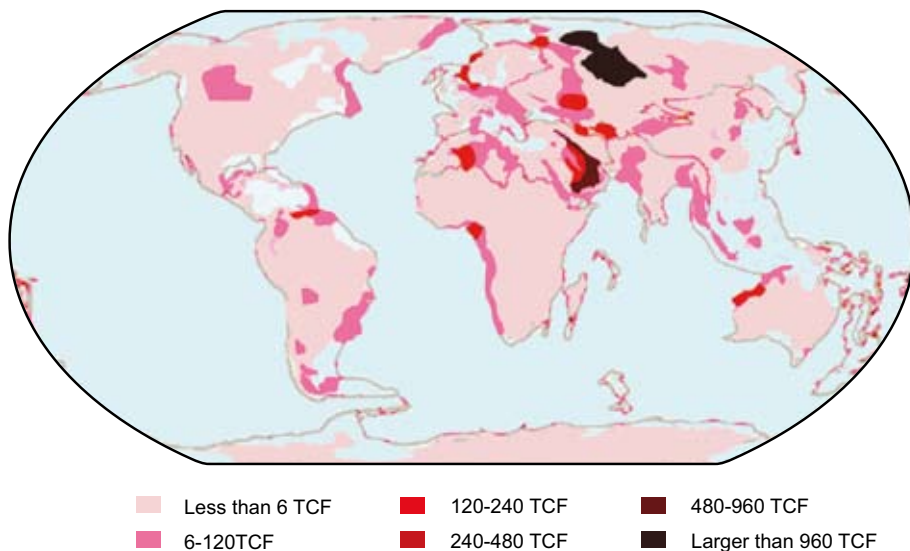 Less than 6 TCF
120-240 TCF
480-960 TCF
6-120TCF
240-480 TCF
Larger than 960 TCF